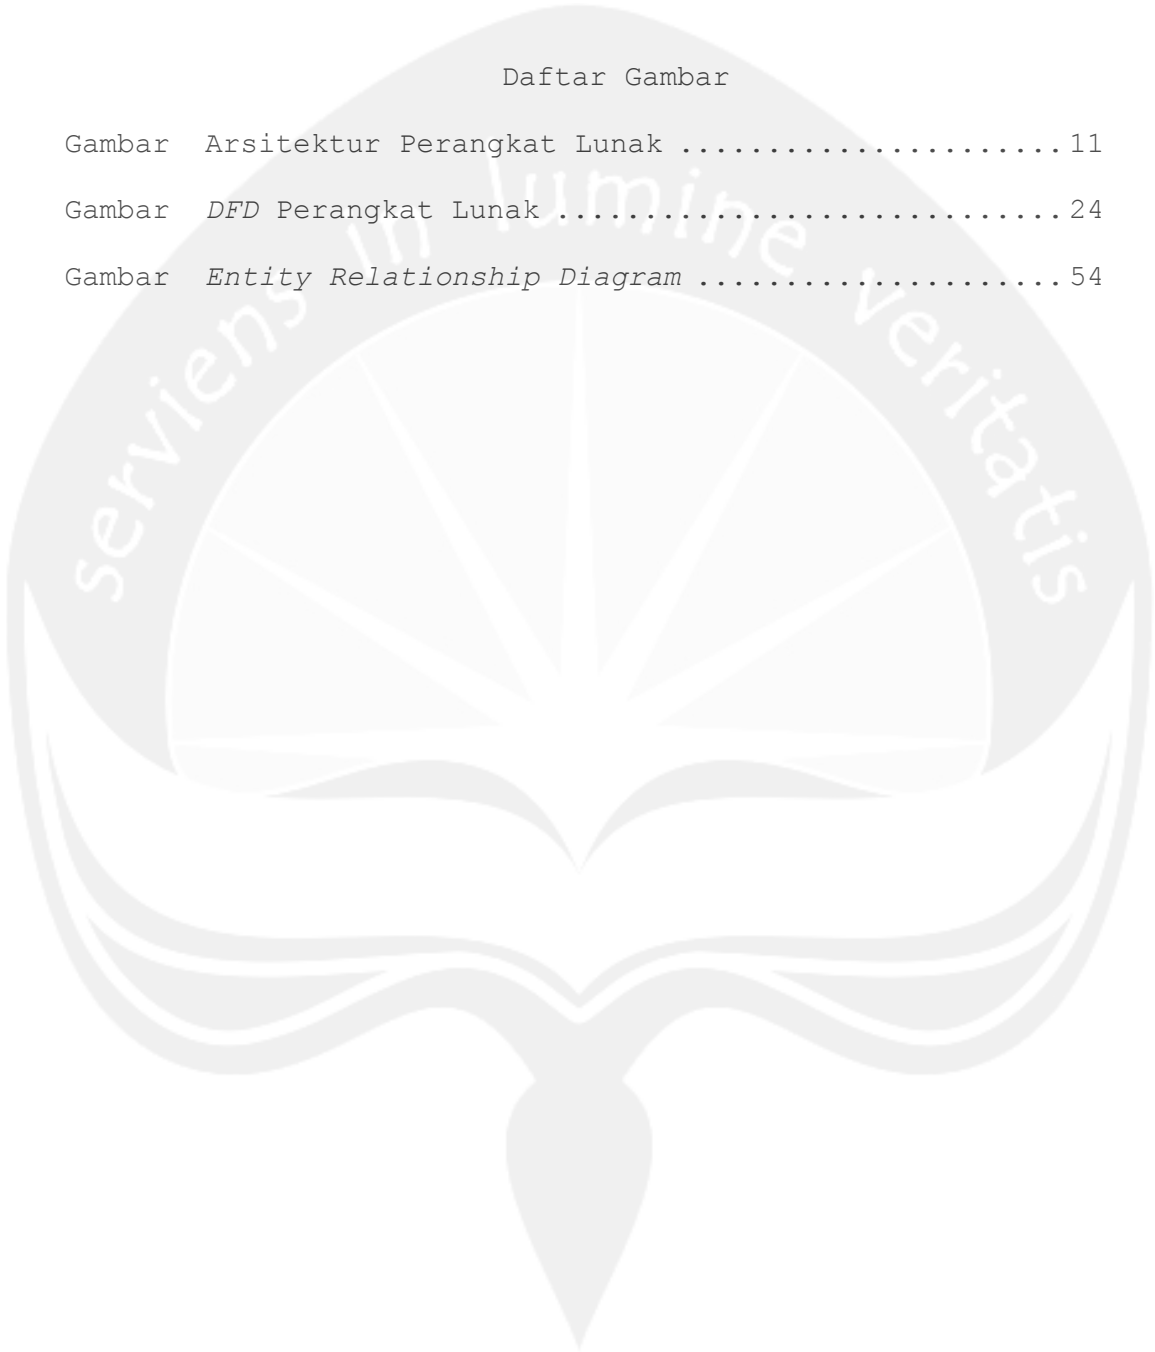 Daftar Gambar
Gambar Arsitektur Perangkat Lunak ...................... 11
Gambar DFD Perangkat Lunak ............................. 24
Gambar Entity Relationship Diagram ..................... 54
serviens in lumine veritatis